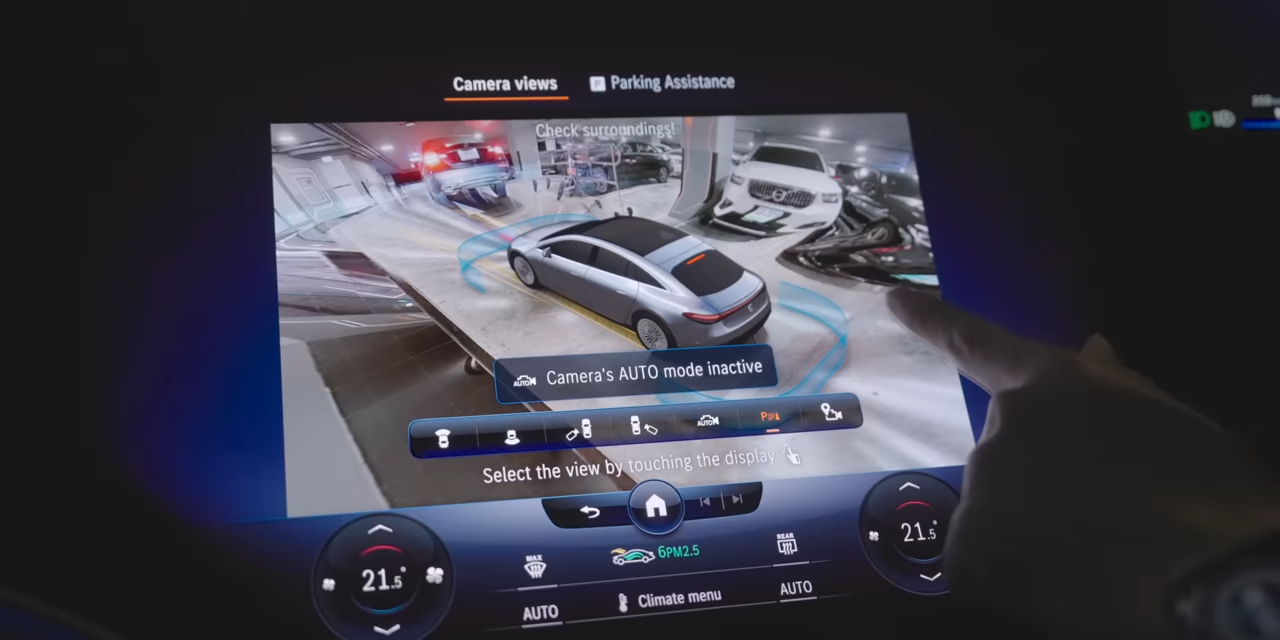 Camera views
P Parking Assistance
Check surroundings!
AUTO Camera's AUTO mode inactive
AUTO
Select the view by touching the display
21.5°
MAX
6PM2.5
REAR
21.5°
AUTO
Climate menu
AUTO